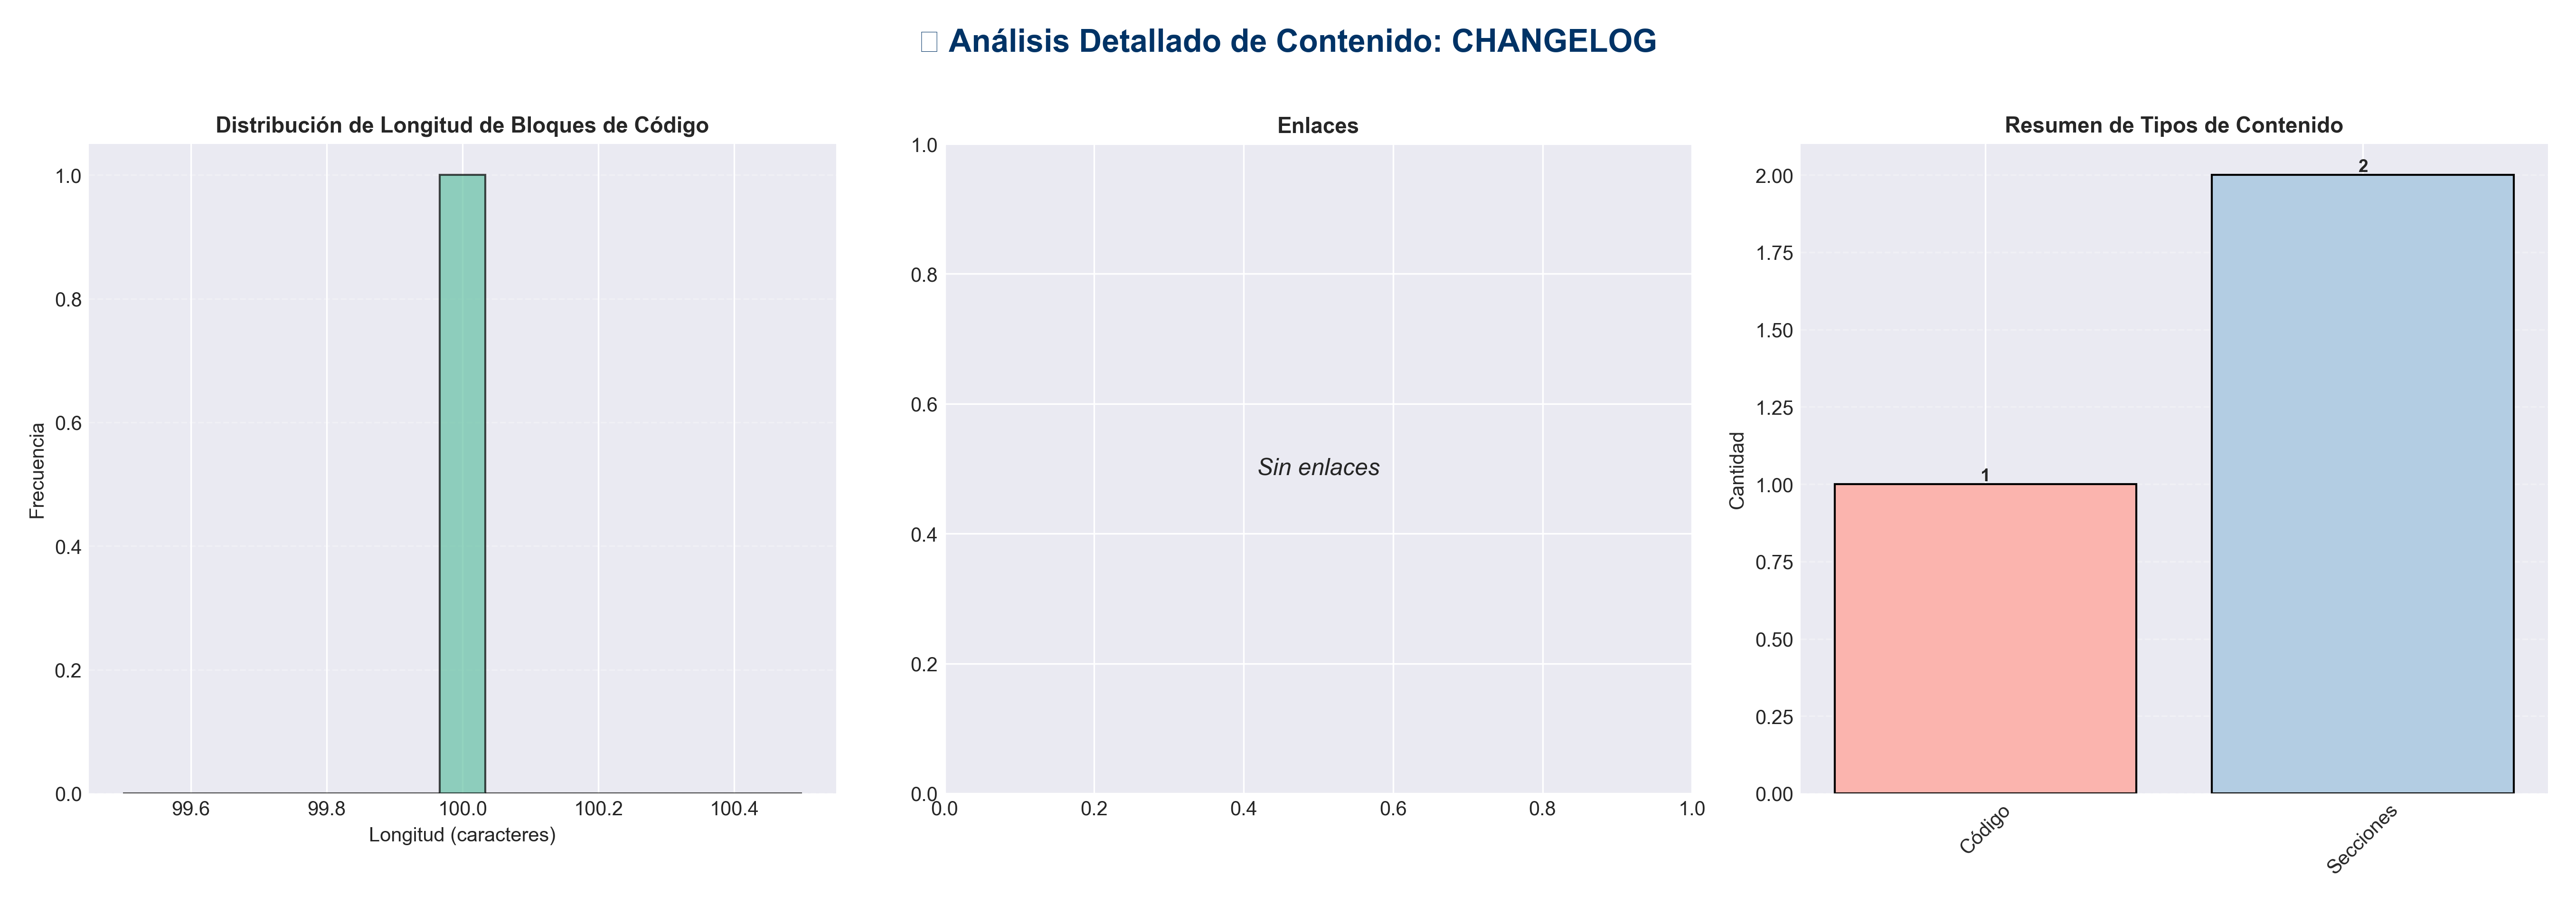 Análisis Detallado de Contenido: CHANGELOG
Distribución de Longitud de Bloques de Código
Frecuencia
1.0
0.8
0.6
0.4
0.2
0.0
99.6 99.8 100.0 100.2 100.4
Longitud (caracteres)
Enlaces
1.0
0.8
0.6
0.4
0.2
0.0
Sin enlaces
0.0 0.2 0.4 0.6 0.8 1.0
Resumen de Tipos de Contenido
Cantidad
2.00
1.75
1.50
1.25
1.00
0.75
0.50
0.25
0.00
1
2
Código
Secciones